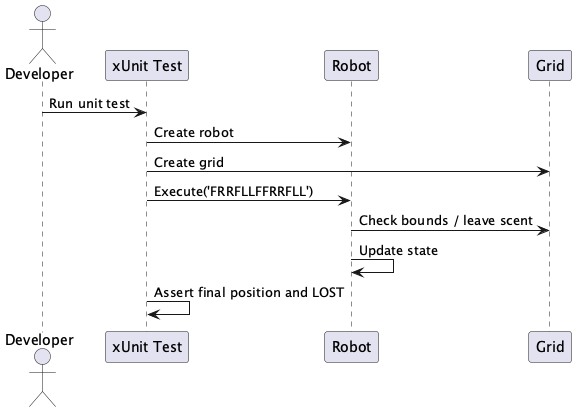 Developer
xUnit Test
Robot
Grid
Run unit test
Create robot
Create grid
Execute('FRRFLLFFRRFLL')
Check bounds / leave scent
Update state
Assert final position and LOST
Developer
xUnit Test
Robot
Grid